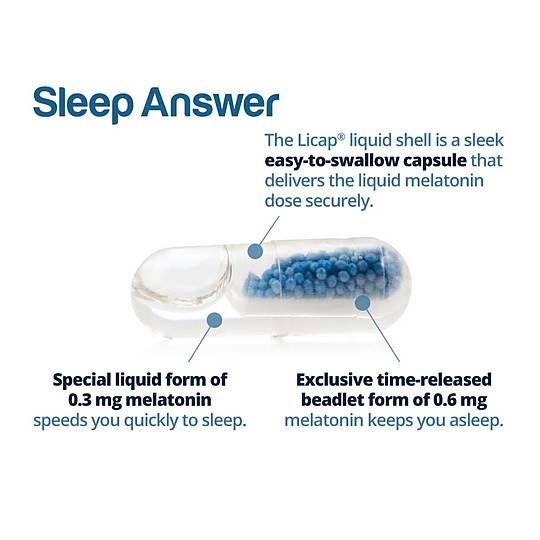 Sleep Answer
The Licap® liquid shell is a sleek
easy-to-swallow capsule that
delivers the liquid melatonin
dose securely.
Special liquid form of
0.3 mg melatonin
speeds you quickly to sleep.
Exclusive time-released
beadlet form of 0.6 mg
melatonin keeps you asleep.